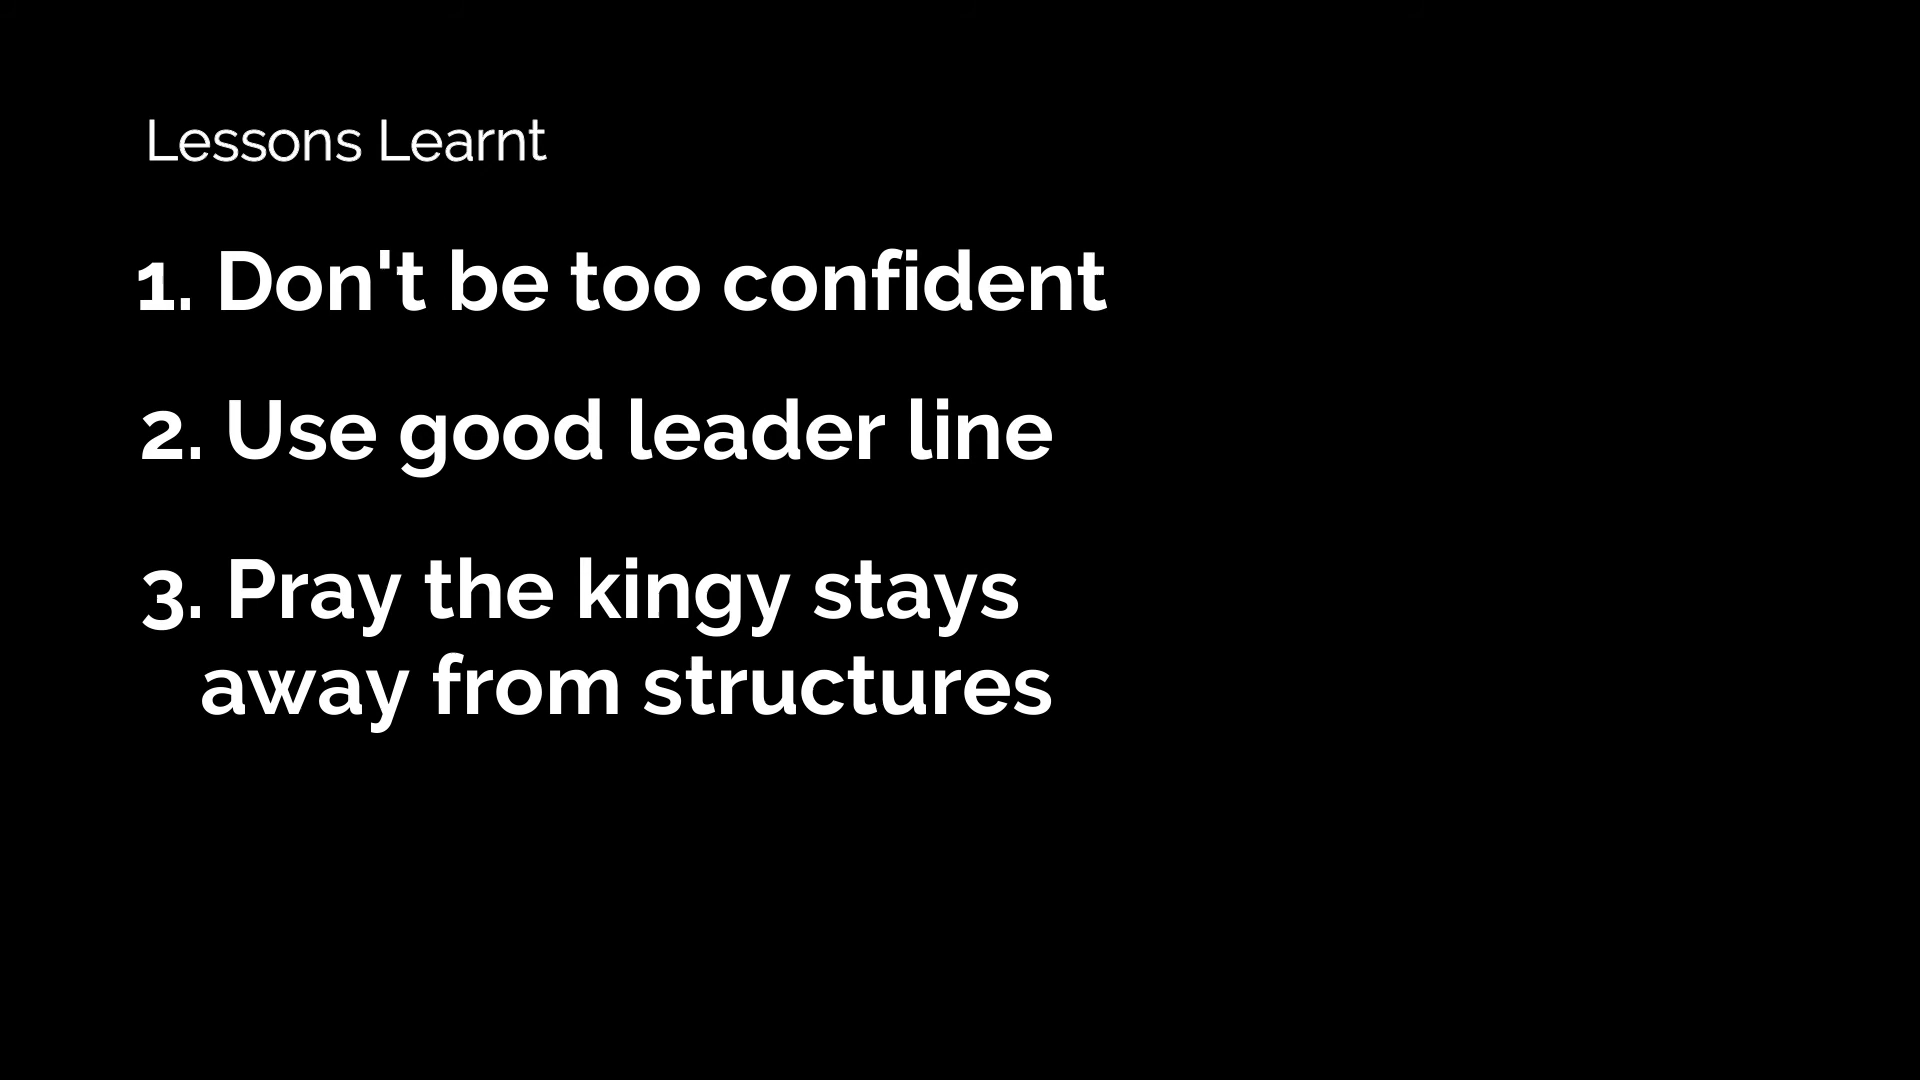 Lessons Learnt
1. Don't be too confident
2. Use good leader line
3. Pray the kingy stays
away from structures